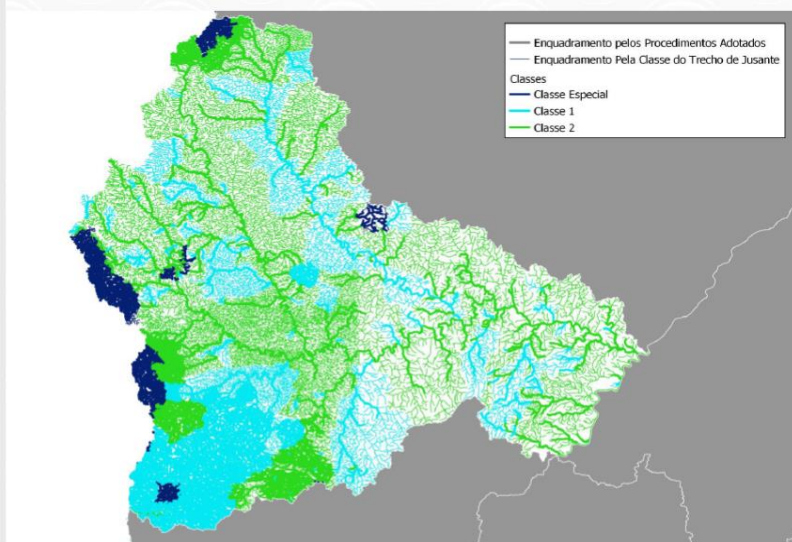 Enquadramento pelos Procedimentos Adotados
Enquadramento Pela Classe do Trecho de Jusante
Classes
Classe Especial
Classe 1
Classe 2